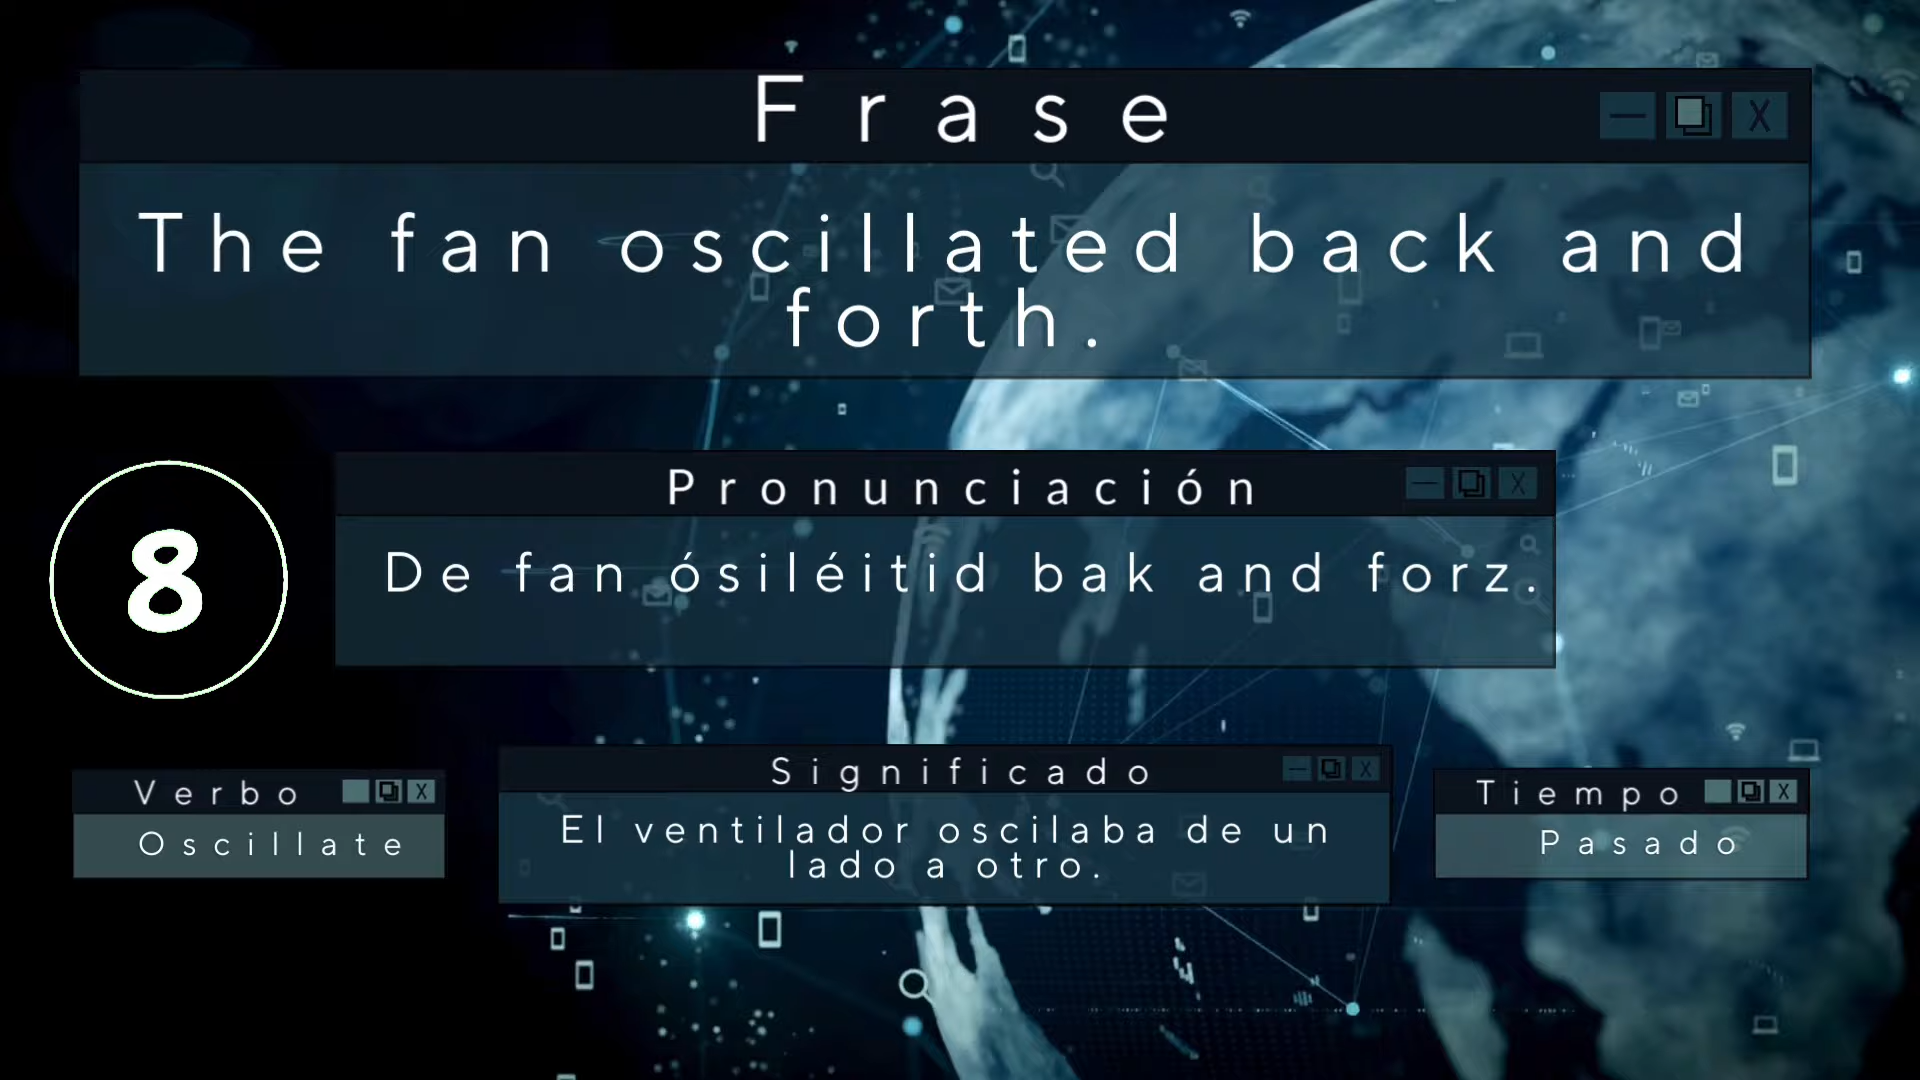 Frase
The fan oscillated back and
forth.
Pronunciación
De fan ósiléitid bak and forz.
8
Verbo
Oscillate
Significado
El ventilador oscilaba de un
lado a otro.
Tiempo
Pasado